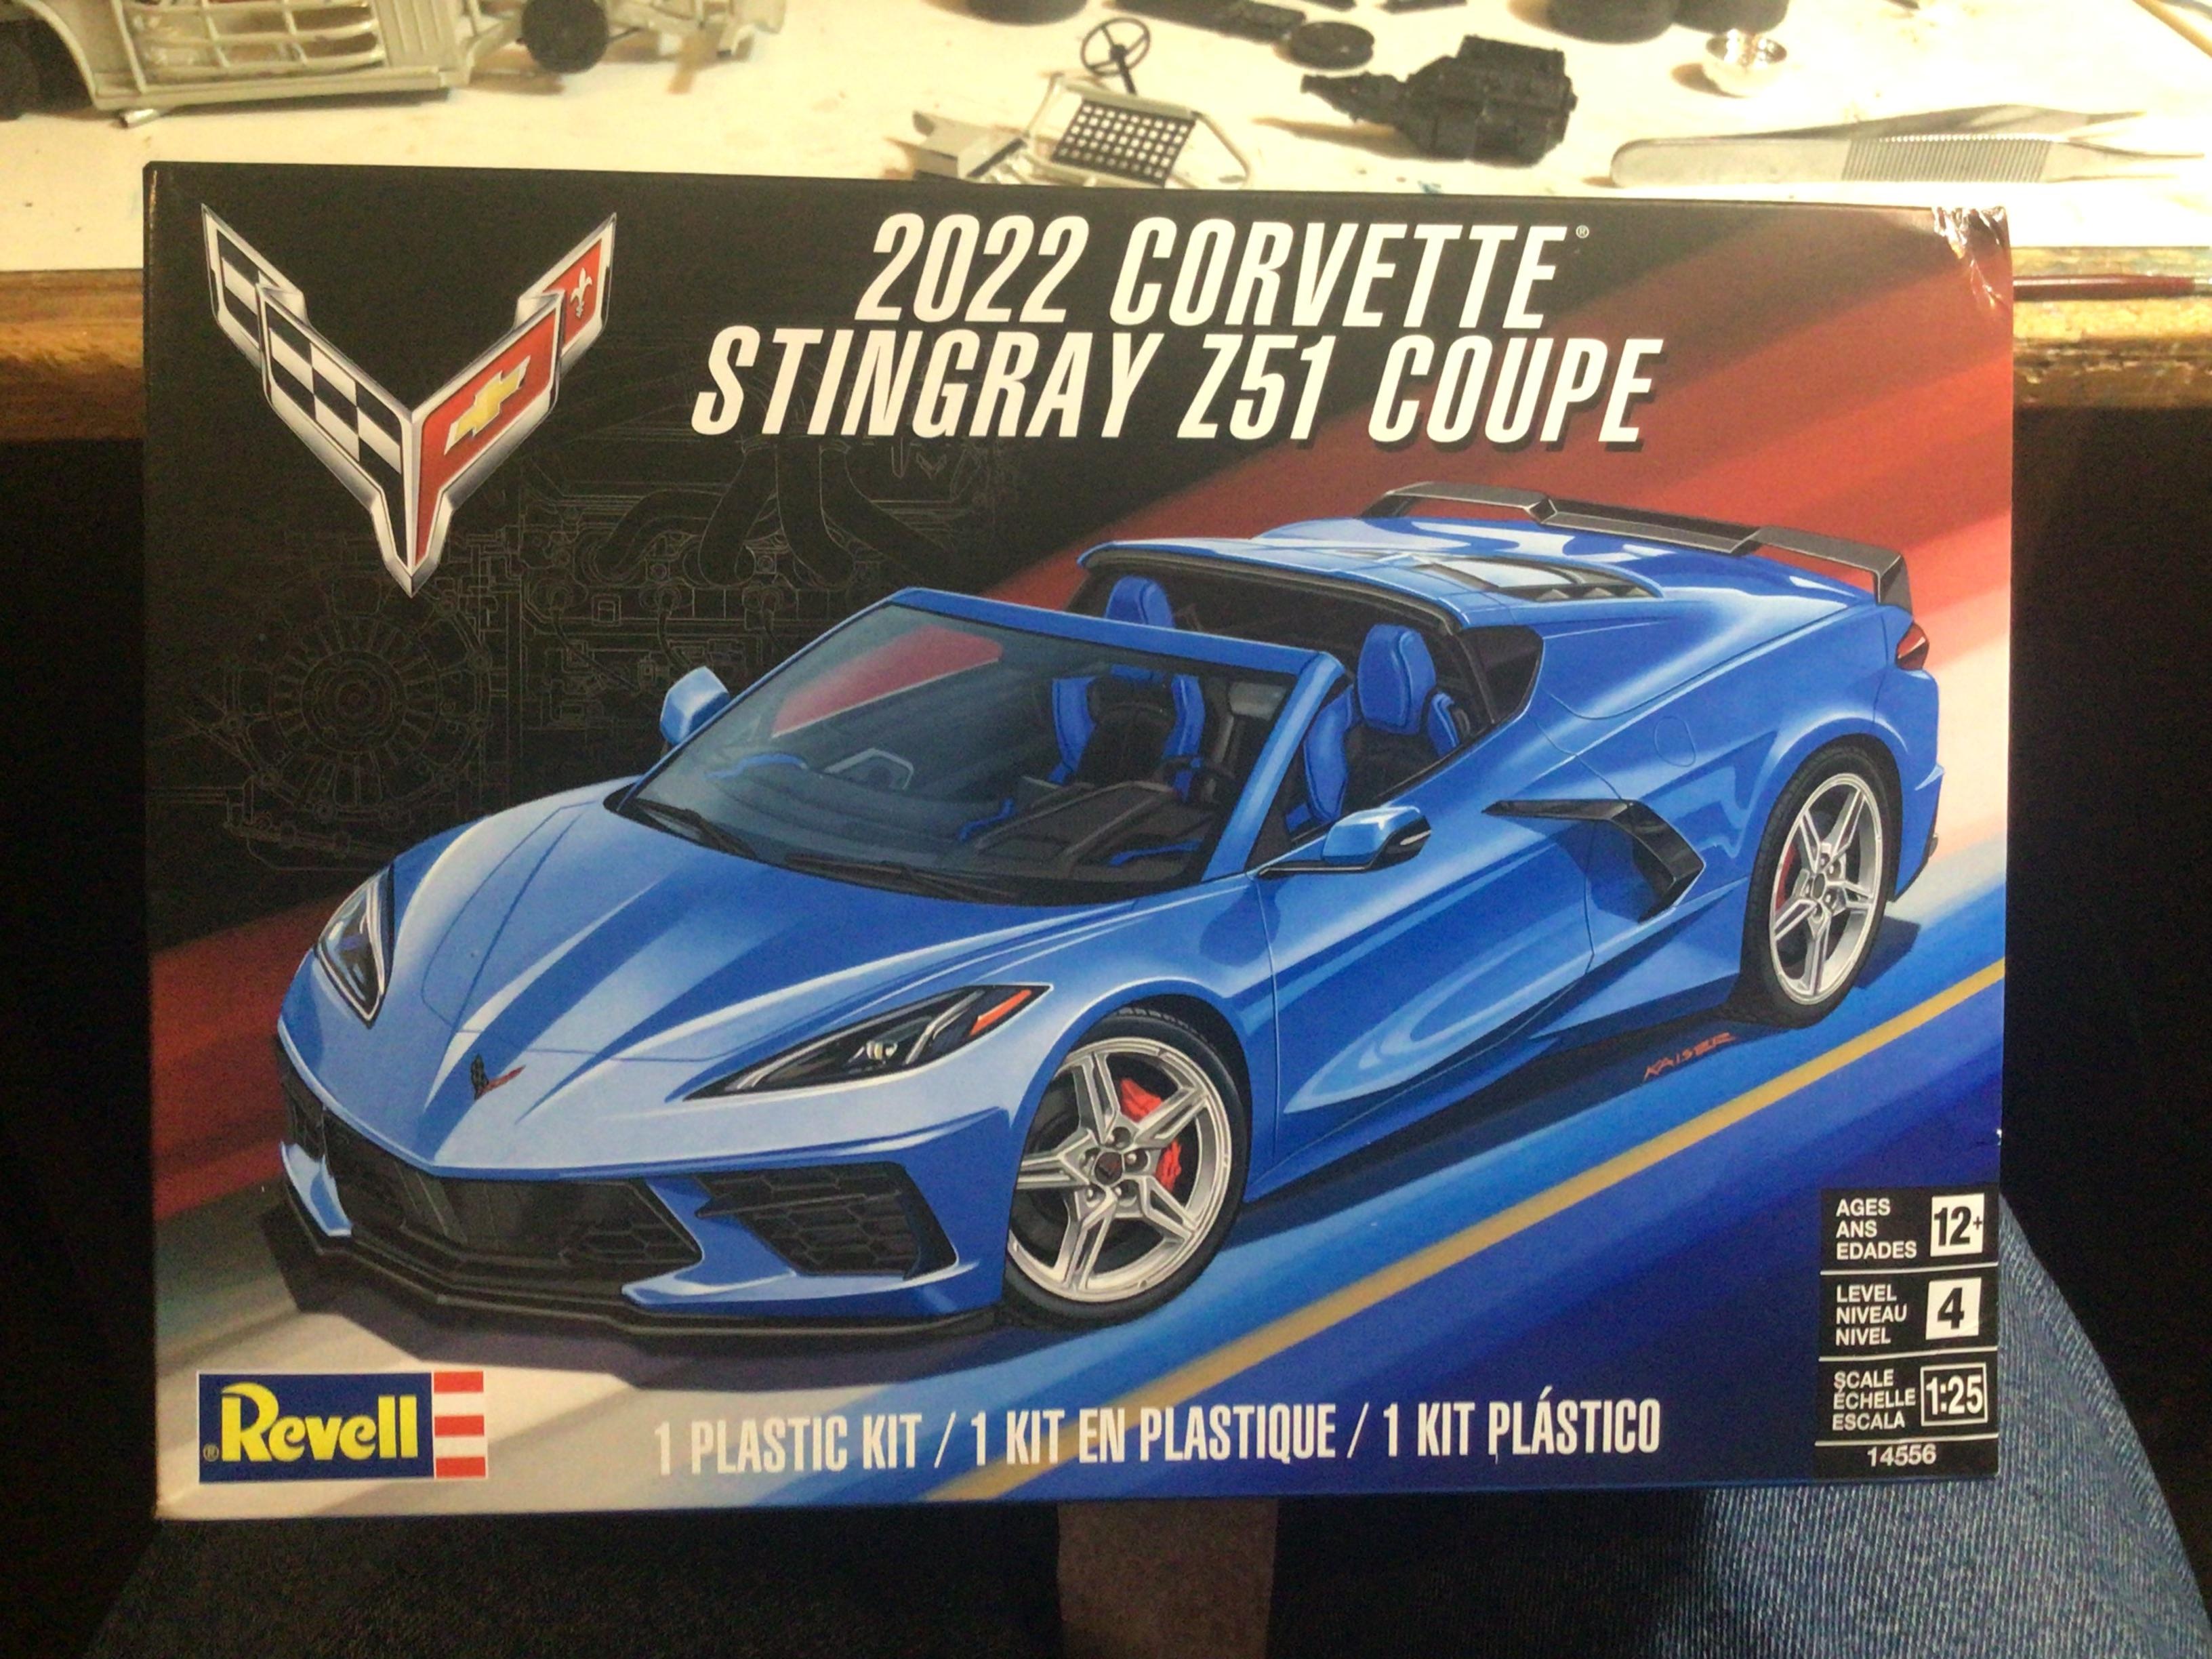 2022 CORVETTE®
STINGRAY Z51 COUPE
KAISER
AGES
ANS
EDADES
12+
LEVEL
NIVEAU
NIVEL
4
SCALE
ÉCHELLE
ESCALA
1:25
14556
®Revell
1 PLASTIC KIT / 1 KIT EN PLASTIQUE / 1 KIT PLÁSTICO